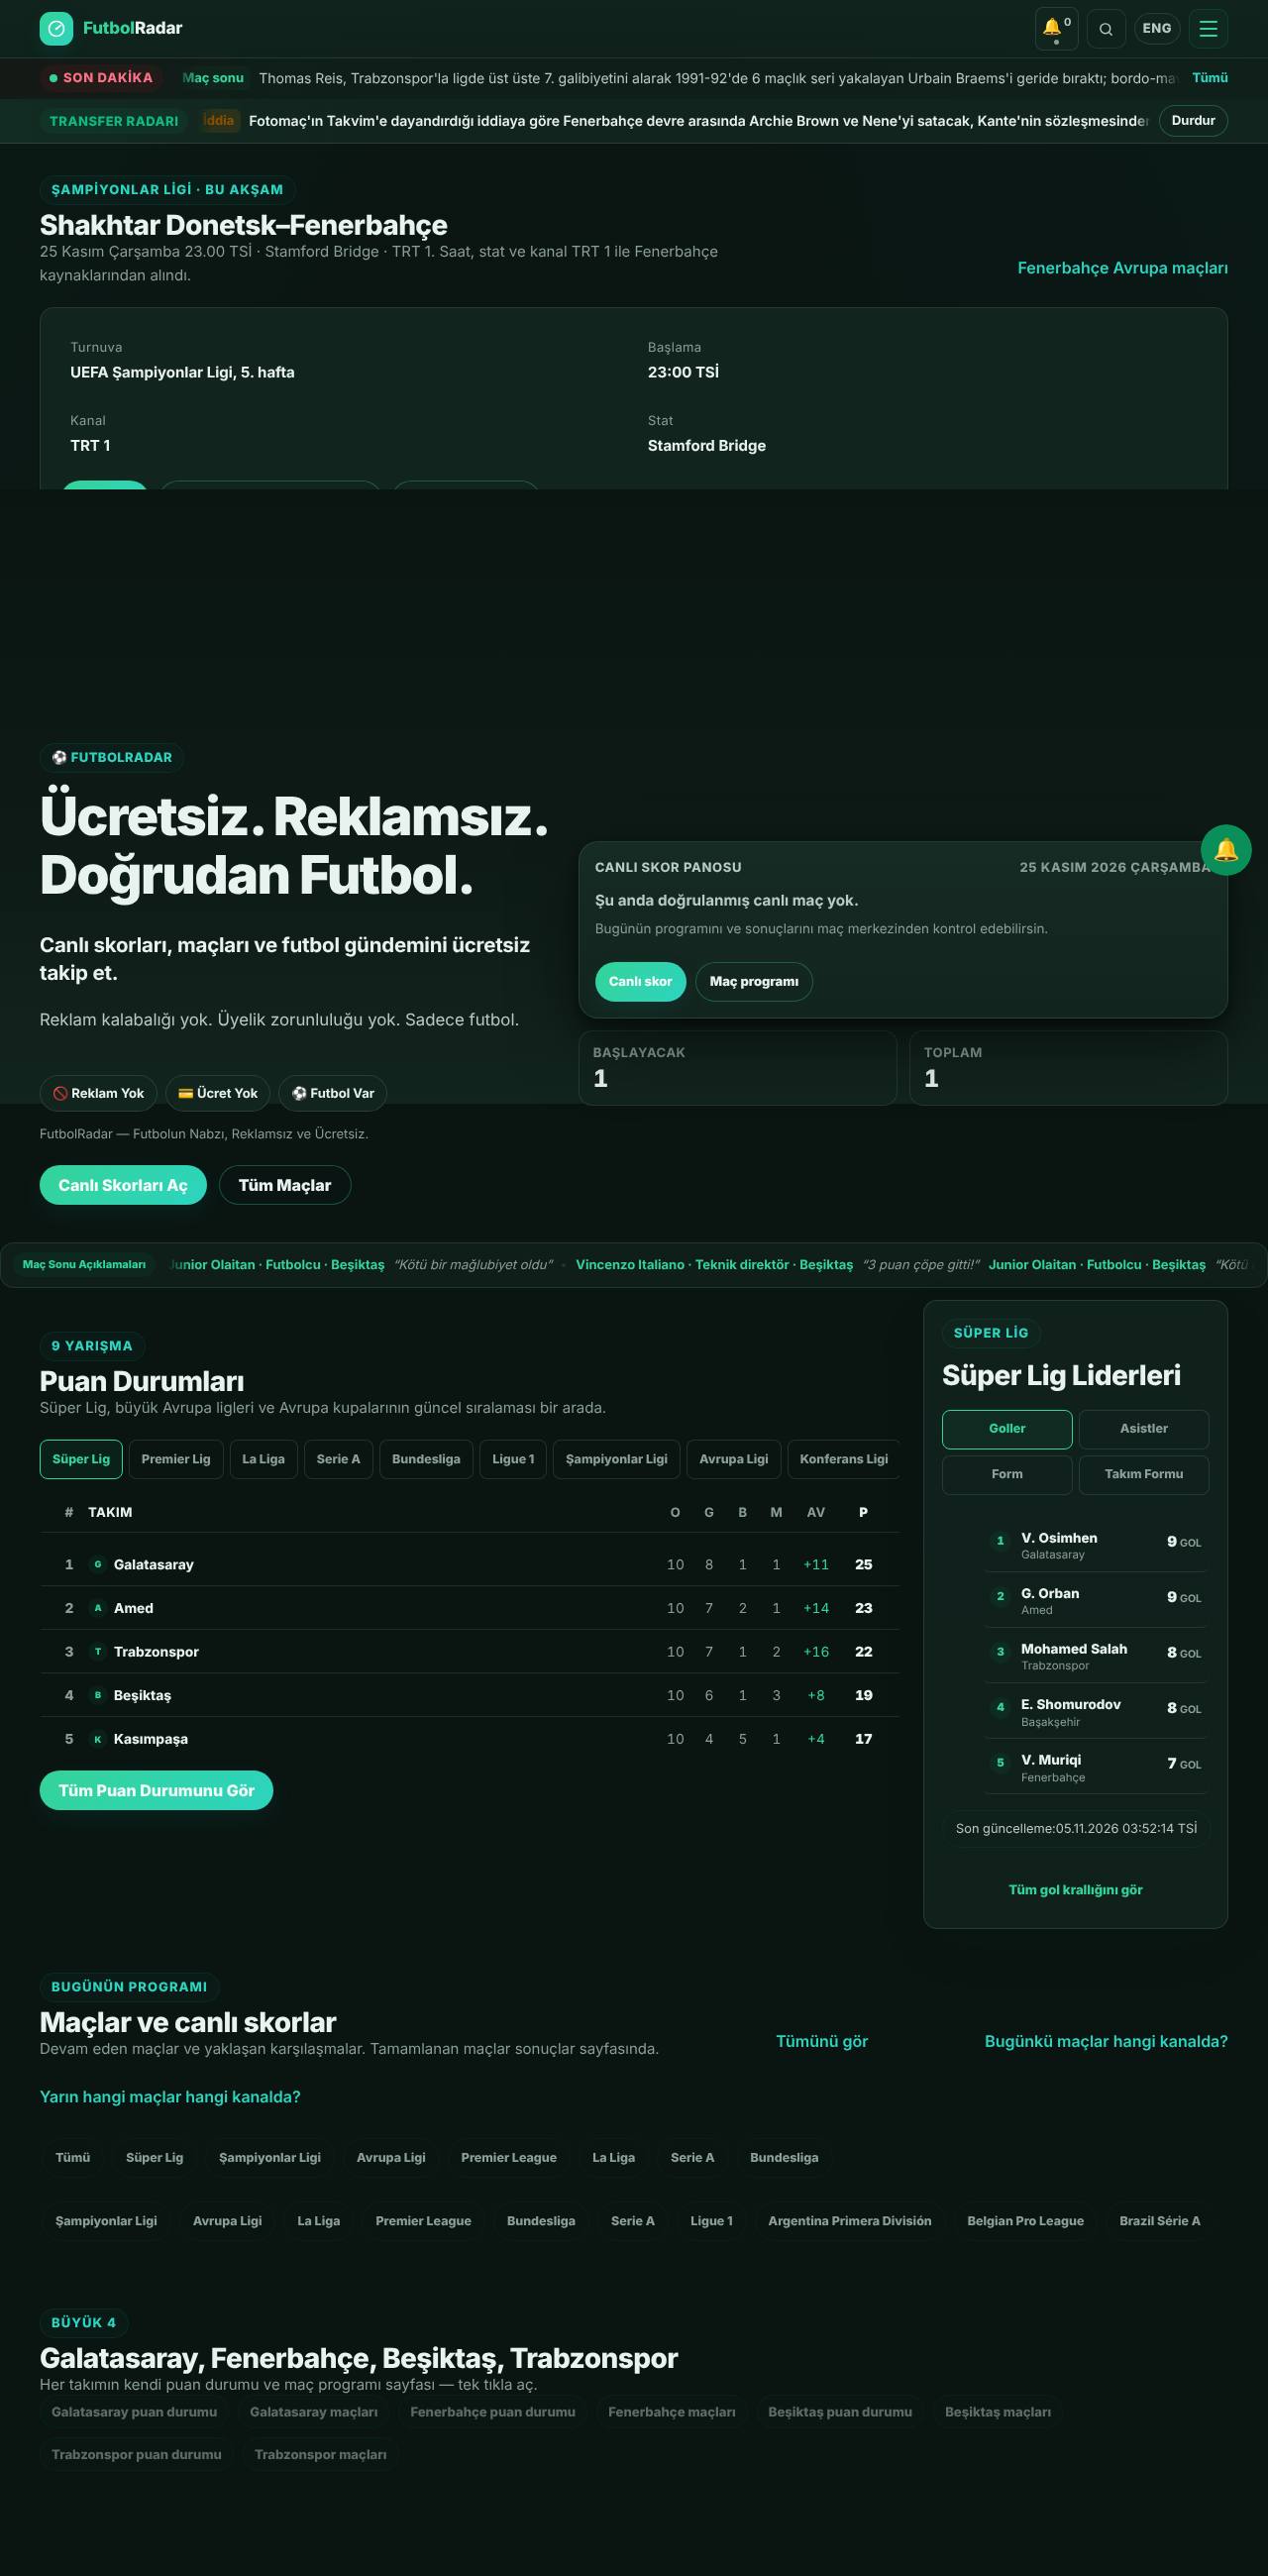 FutbolRadar
0
ENG
SON DAKİKA
Maç sonu
Thomas Reis, Trabzonspor'la ligde üst üste 7. galibiyetini alarak 1991-92'de 6 maçlık seri yakalayan Urbain Braems'i geride bıraktı; bordo-ma
Tümü
TRANSFER RADARI
İddia
Fotomaç'ın Takvim'e dayandırdığı iddiaya göre Fenerbahçe devre arasında Archie Brown ve Nene'yi satacak, Kante'nin sözleşmesinden
Durdur
ŞAMPİYONLAR LİGİ · BU AKŞAM
Shakhtar Donetsk–Fenerbahçe
25 Kasım Çarşamba 23.00 TSİ · Stamford Bridge · TRT 1. Saat, stat ve kanal TRT 1 ile Fenerbahçe
kaynaklarından alındı.
Fenerbahçe Avrupa maçları
Turnuva
UEFA Şampiyonlar Ligi, 5. hafta
Başlama
23:00 TSİ
Kanal
TRT 1
Stat
Stamford Bridge
⚽ FUTBOLRADAR
Ücretsiz. Reklamsız.
Doğrudan Futbol.
Canlı skorları, maçları ve futbol gündemini ücretsiz
takip et.
Reklam kalabalığı yok. Üyelik zorunluluğu yok. Sadece futbol.
🚫 Reklam Yok
💳 Ücret Yok
⚽ Futbol Var
FutbolRadar — Futbolun Nabzı, Reklamsız ve Ücretsiz.
Canlı Skorları Aç
Tüm Maçlar
CANLI SKOR PANOSU
25 KASIM 2026 ÇARŞAMBA
Şu anda doğrulanmış canlı maç yok.
Bugünün programını ve sonuçlarını maç merkezinden kontrol edebilirsin.
Canlı skor
Maç programı
BAŞLAYACAK
1
TOPLAM
1
Maç Sonu Açıklamaları
Junior Olaitan · Futbolcu · Beşiktaş “Kötü bir mağlubiyet oldu” • Vincenzo Italiano · Teknik direktör · Beşiktaş “3 puan çöpe gitti!” Junior Olaitan · Futbolcu · Beşiktaş “Kötü
9 YARIŞMA
Puan Durumları
Süper Lig, büyük Avrupa ligleri ve Avrupa kupalarının güncel sıralaması bir arada.
Süper Lig
Premier Lig
La Liga
Serie A
Bundesliga
Ligue 1
Şampiyonlar Ligi
Avrupa Ligi
Konferans Ligi
# TAKIM O G B M AV P
1 G Galatasaray 10 8 1 1 +11 25
2 A Amed 10 7 2 1 +14 23
3 T Trabzonspor 10 7 1 2 +16 22
4 B Beşiktaş 10 6 1 3 +8 19
5 K Kasımpaşa 10 4 5 1 +4 17
Tüm Puan Durumunu Gör
SÜPER LİG
Süper Lig Liderleri
Goller
Asistler
Form
Takım Formu
1 V. Osimhen 9 GOL
Galatasaray
2 G. Orban 9 GOL
Amed
3 Mohamed Salah 8 GOL
Trabzonspor
4 E. Shomurodov 8 GOL
Başakşehir
5 V. Muriqi 7 GOL
Fenerbahçe
Son güncelleme:05.11.2026 03:52:14 TSİ
Tüm gol krallığını gör
BUGÜNÜN PROGRAMI
Maçlar ve canlı skorlar
Devam eden maçlar ve yaklaşan karşılaşmalar. Tamamlanan maçlar sonuçlar sayfasında.
Tümünü gör
Bugünkü maçlar hangi kanalda?
Yarın hangi maçlar hangi kanalda?
Tümü
Süper Lig
Şampiyonlar Ligi
Avrupa Ligi
Premier League
La Liga
Serie A
Bundesliga
Şampiyonlar Ligi
Avrupa Ligi
La Liga
Premier League
Bundesliga
Serie A
Ligue 1
Argentina Primera División
Belgian Pro League
Brazil Série A
BÜYÜK 4
Galatasaray, Fenerbahçe, Beşiktaş, Trabzonspor
Her takımın kendi puan durumu ve maç programı sayfası — tek tıkla aç.
Galatasaray puan durumu
Galatasaray maçları
Fenerbahçe puan durumu
Fenerbahçe maçları
Beşiktaş puan durumu
Beşiktaş maçları
Trabzonspor puan durumu
Trabzonspor maçları